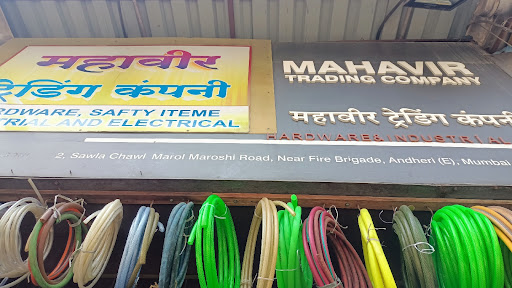 महावीर
ट्रेडिंग कंपनी
RDWARE, SAFTY ITEME
TRIAL AND ELECTRICAL
MAHAVIR
TRADING COMPANY
महावीर ट्रेडिंग कंपनी
HARDWARE & INDUSTRIAL
2, Sawla Chawl Marol Maroshi Road, Near Fire Brigade, Andheri (E), Mumbai